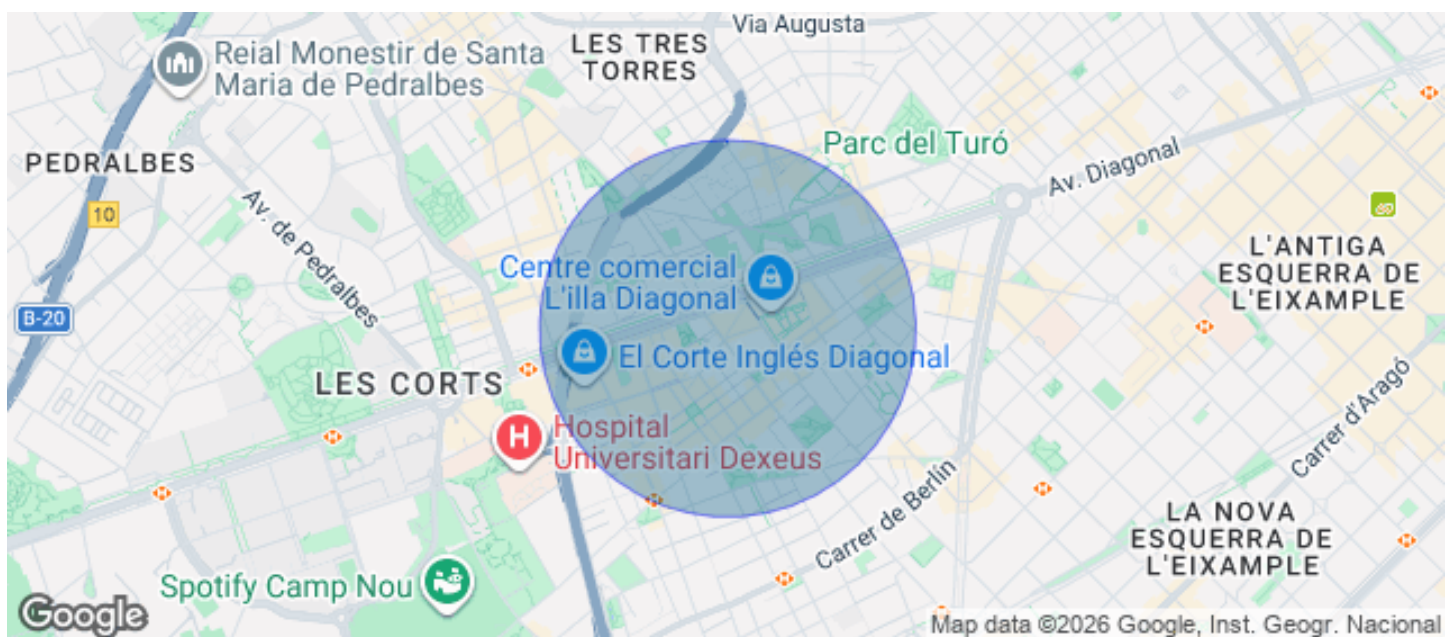 Via Augusta
Reial Monestir de Santa
Maria de Pedralbes
LES TRES
TORRES
Parc del Turó
PEDRALBES
Av. Diagonal
10
Av. de Pedralbes
L'ANTIGA
ESQUERRA DE
L'EIXAMPLE
Centre comercial
L'illa Diagonal
B-20
El Corte Inglés Diagonal
LES CORTS
Carrer d'Aragó
H
Hospital
Universitari Dexeus
Carrer de Berlín
LA NOVA
ESQUERRA DE
L'EIXAMPLE
Spotify Camp Nou
Google
Map data ©2026 Google, Inst. Geogr. Nacional